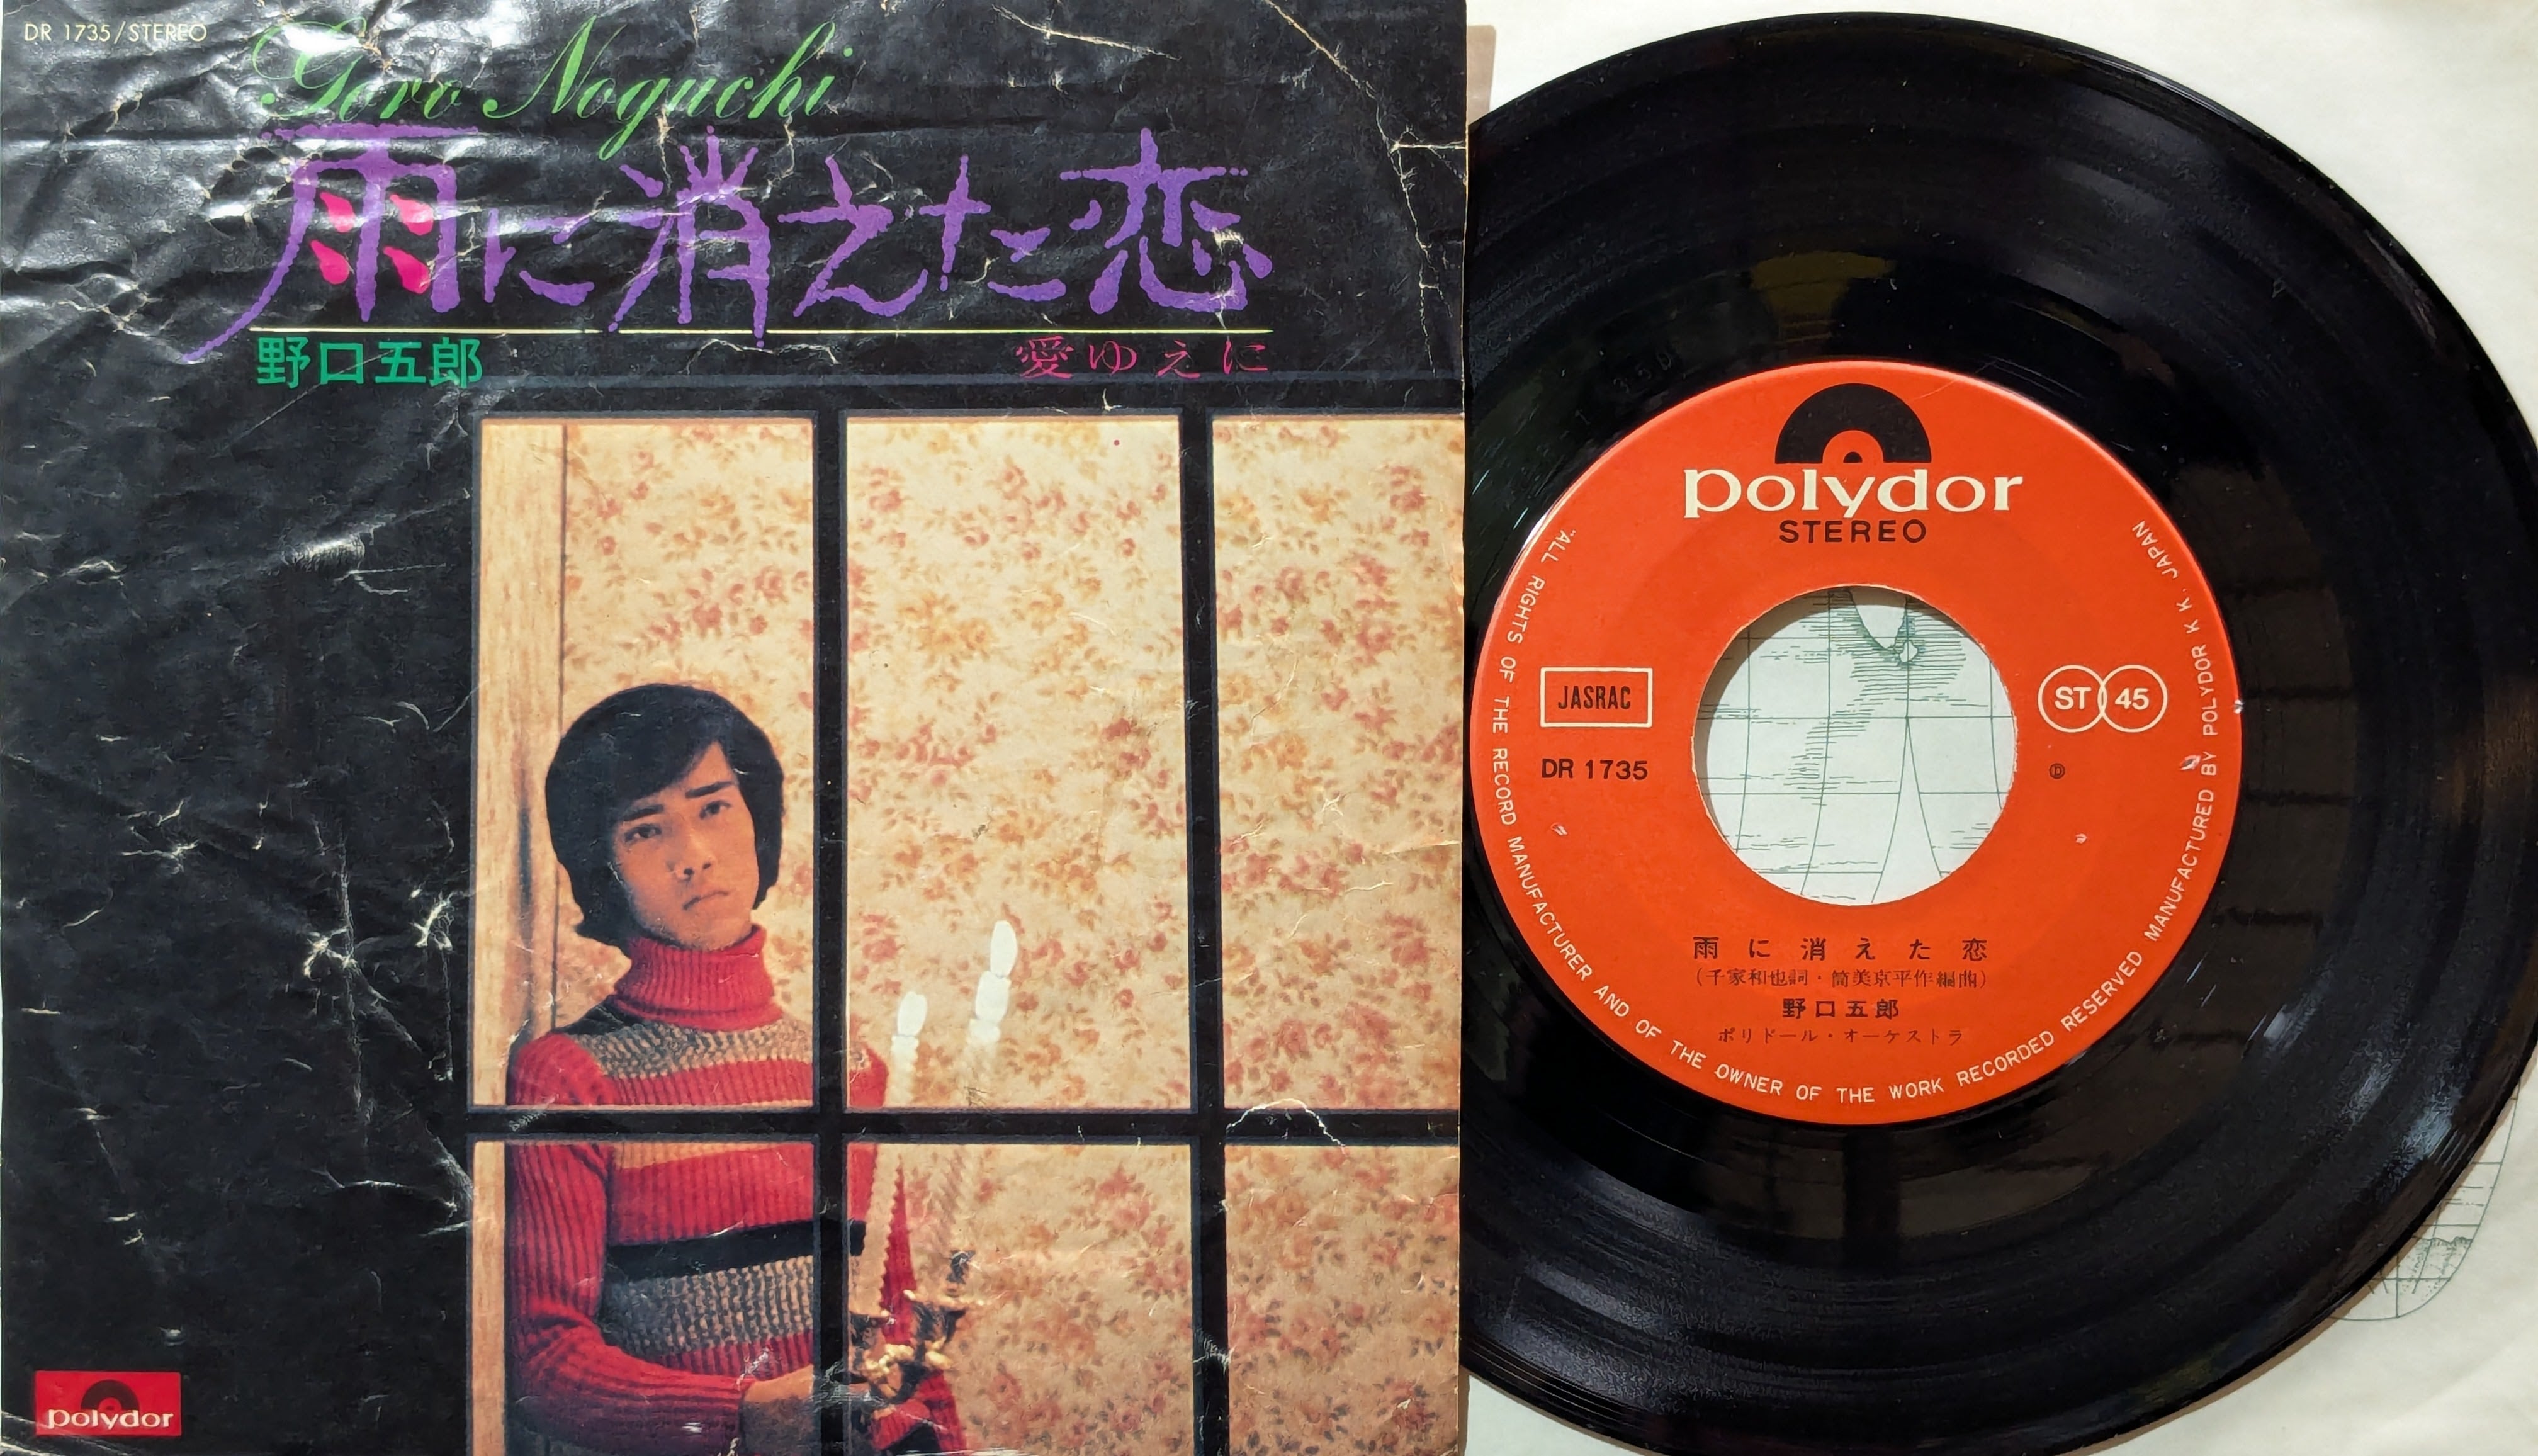 DR 1735/STEREO
Goro Noguchi
雨に消えた恋
野口五郎
愛ゆえに
polydor
polydor
STEREO
JASRAC
ST 45
DR 1735
Ⓓ
雨に消えた恋
(千家和也詞・筒美京平作編曲)
野口五郎
ポリドール・オーケストラ
"ALL RIGHTS OF THE RECORD MANUFACTURER AND OF THE OWNER OF THE WORK RECORDED RESERVED MANUFACTURED BY POLYDOR K.K. JAPAN